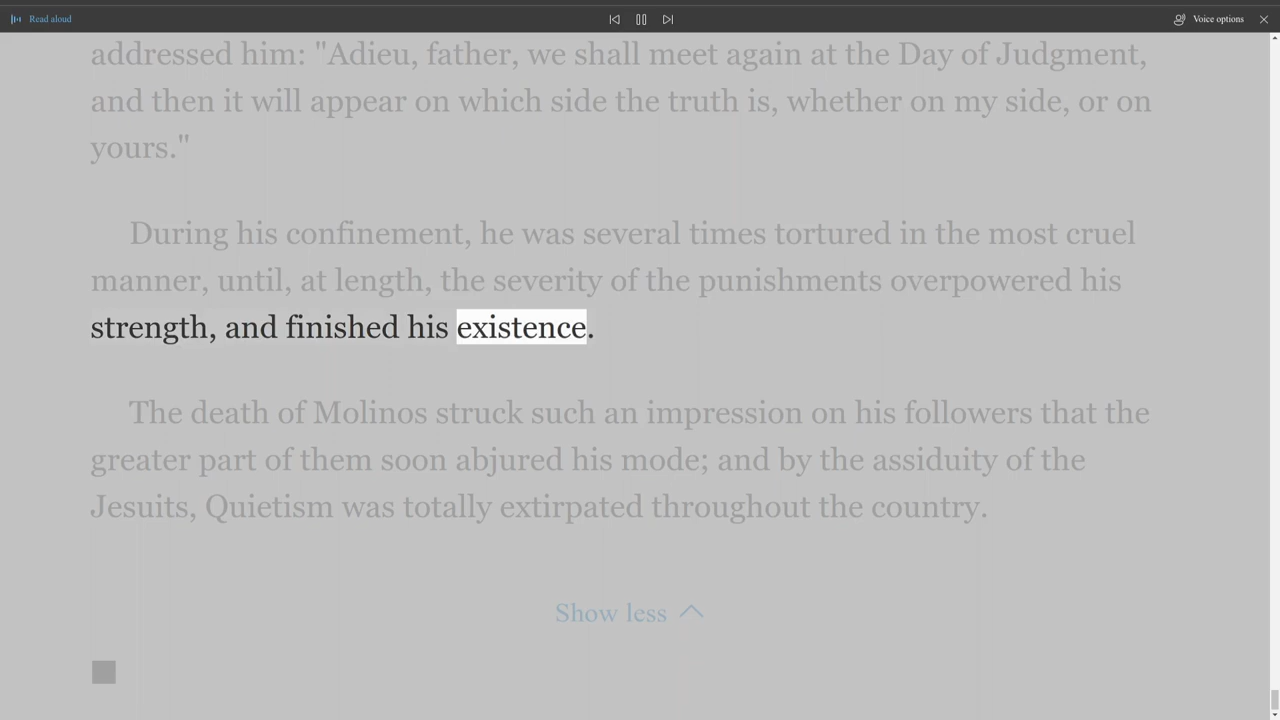 Read aloud
Voice options
addressed him: "Adieu, father, we shall meet again at the Day of Judgment,
and then it will appear on which side the truth is, whether on my side, or on
yours."
During his confinement, he was several times tortured in the most cruel
manner, until, at length, the severity of the punishments overpowered his
strength, and finished his existence.
The death of Molinos struck such an impression on his followers that the
greater part of them soon abjured his mode; and by the assiduity of the
Jesuits, Quietism was totally extirpated throughout the country.
Show less